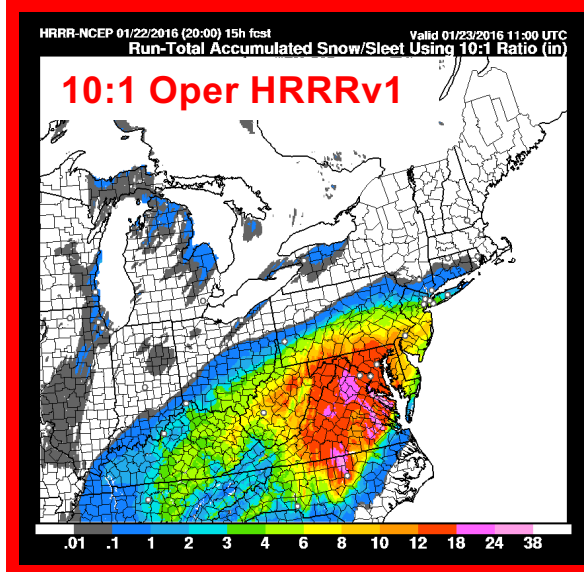 HRRR-NCEP 01/22/2016 (20:00) 15h fcst Valid 01/23/2016 11:00 UTC
Run-Total Accumulated Snow/Sleet Using 10:1 Ratio (in)
10:1 Oper HRRRv1
.01 .1 1 2 3 4 6 8 10 12 18 24 38